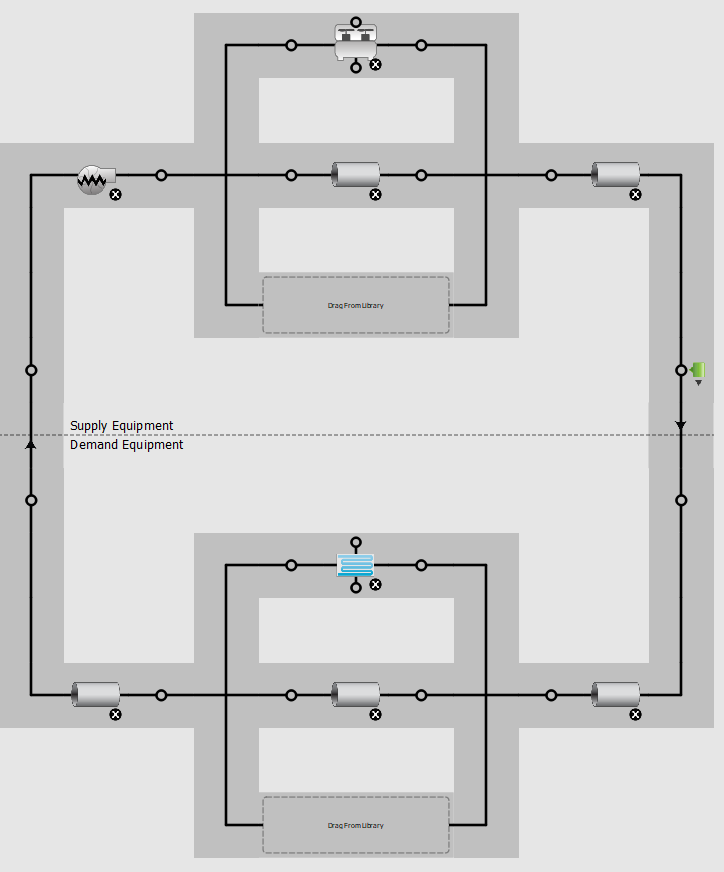 Drag From Library
Supply Equipment
Demand Equipment
Drag From Library